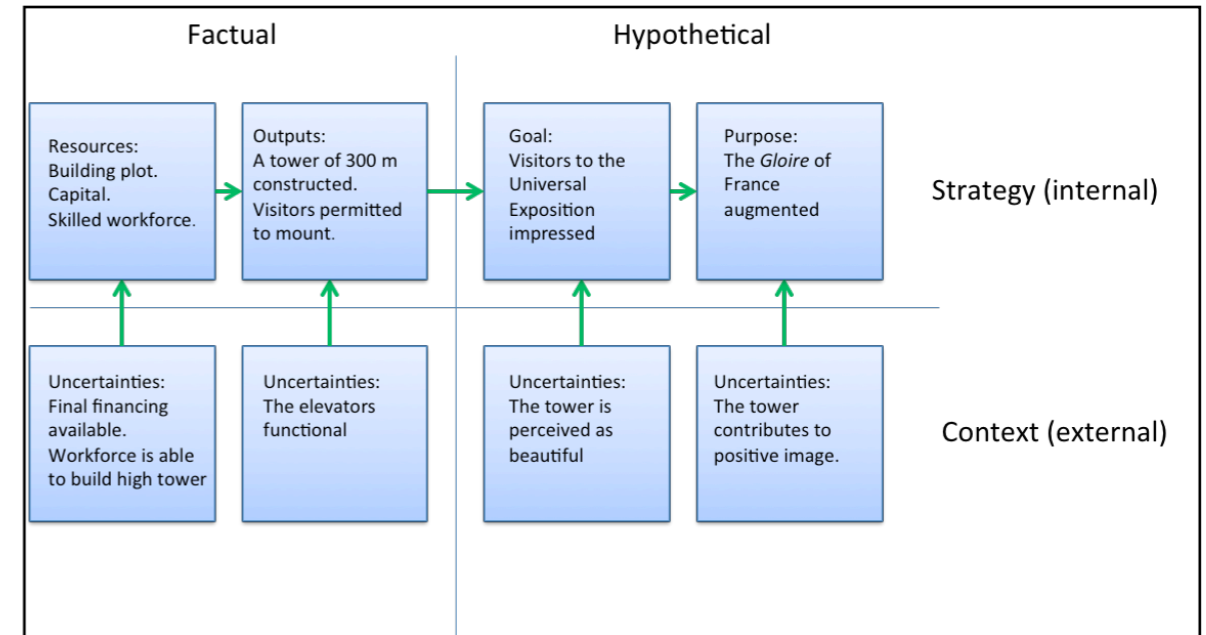 Factual
Hypothetical
Resources:
Building plot.
Capital.
Skilled workforce.
Outputs:
A tower of 300 m
constructed.
Visitors permitted
to mount.
Goal:
Visitors to the
Universal
Exposition
impressed
Purpose:
The Gloire of
France
augmented
Strategy (internal)
Uncertainties:
Final financing
available.
Workforce is able
to build high tower
Uncertainties:
The elevators
functional
Uncertainties:
The tower is
perceived as
beautiful
Uncertainties:
The tower
contributes to
positive image.
Context (external)